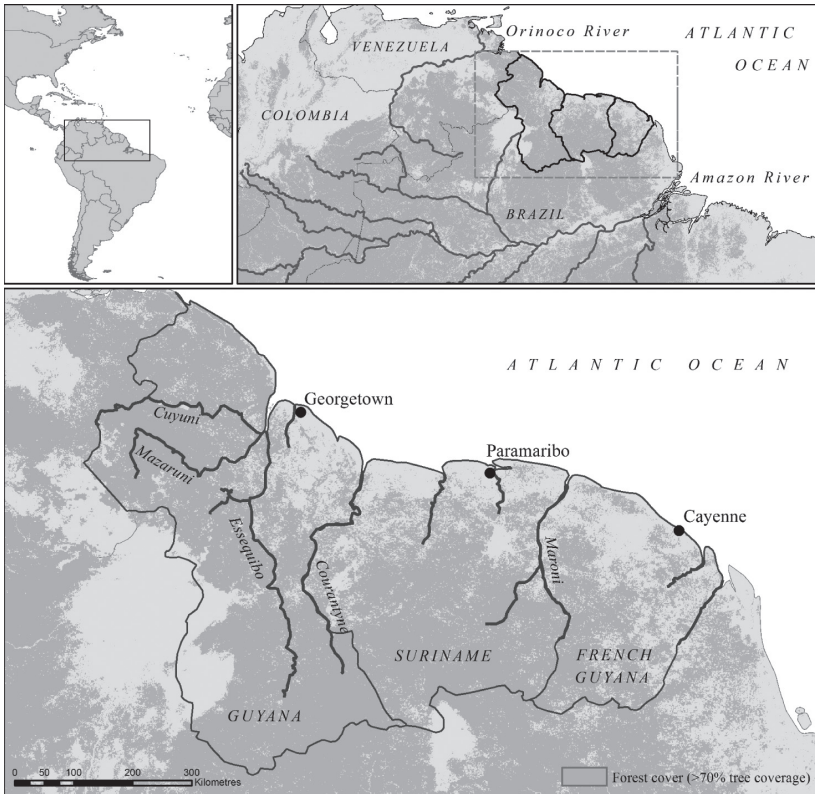 Orinoco River
ATLANTIC
OCEAN
VENEZUELA
COLOMBIA
Amazon River
BRAZIL
ATLANTIC OCEAN
Georgetown
Cuyuni
Paramaribo
Mazaruni
Cayenne
Essequibo
Courantyne
Maroni
SURINAME
FRENCH
GUYANA
GUYANA
0 50 100 200 300
Kilometres
Forest cover (>70% tree coverage)